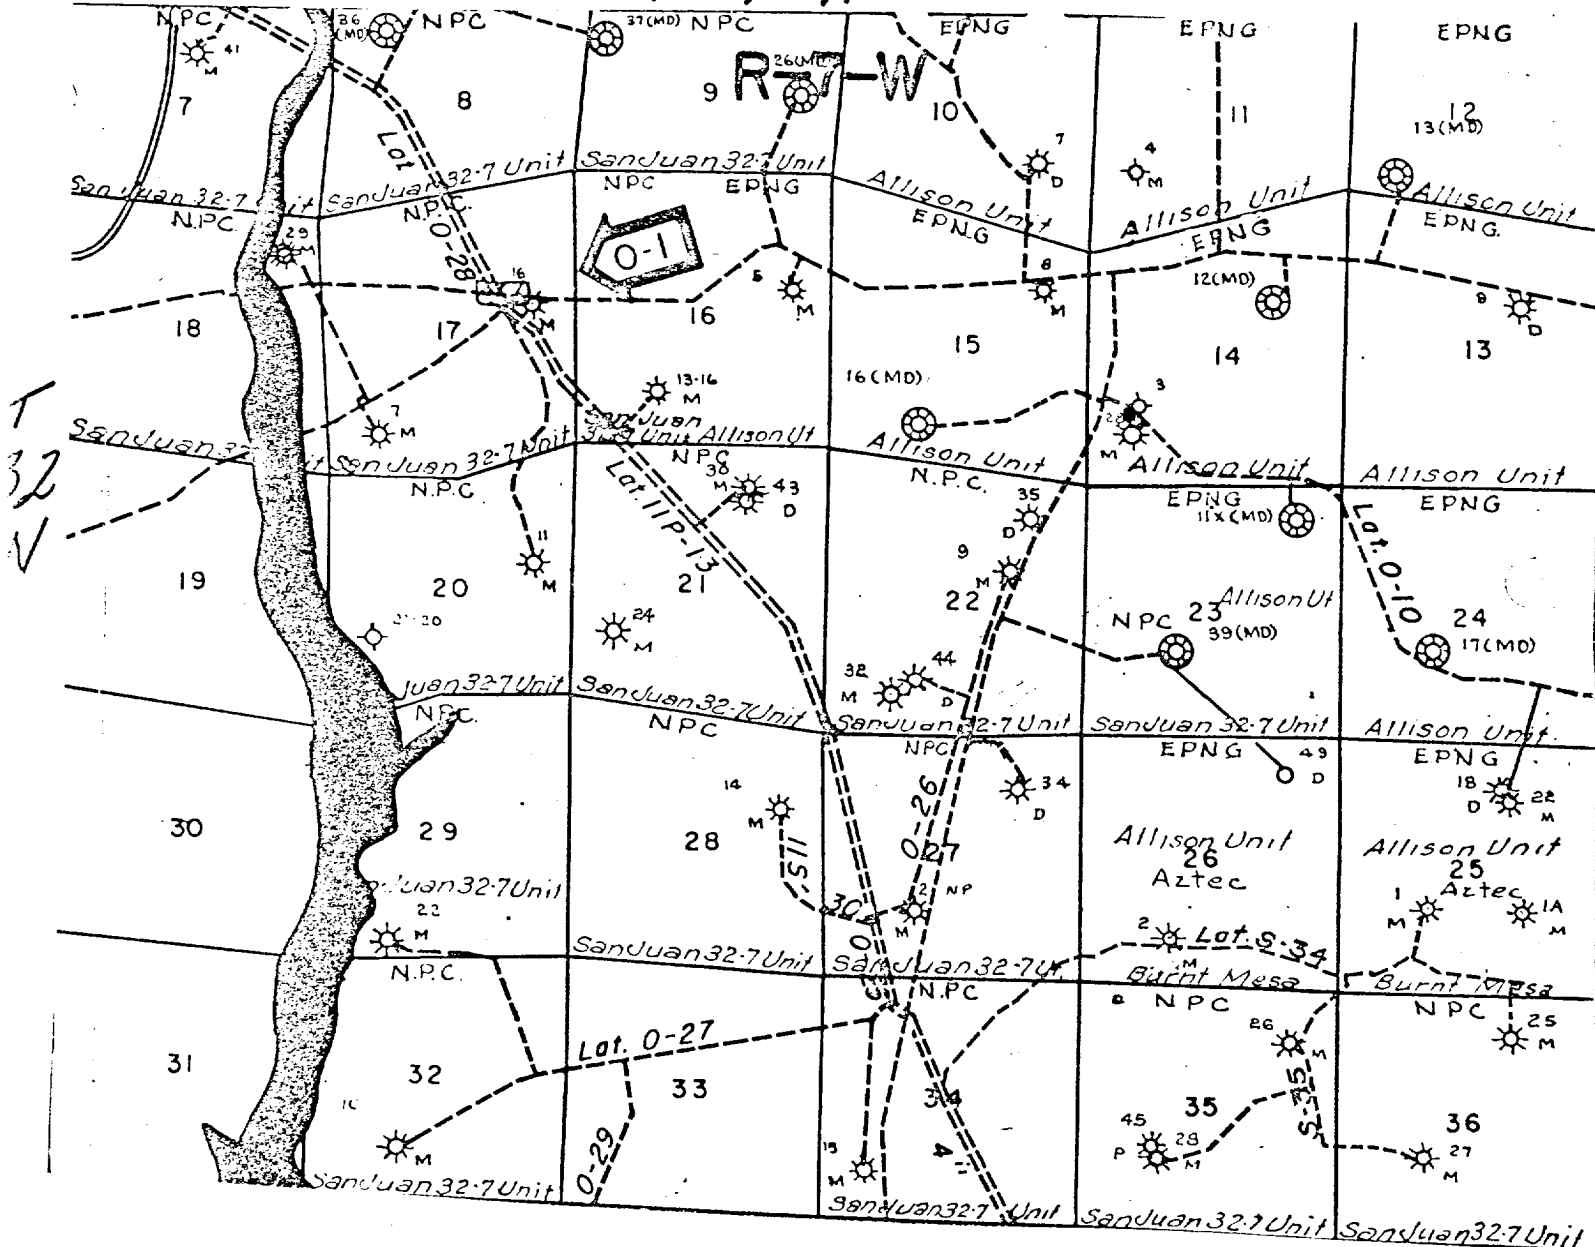 NPC
36
(MD)
NPC
37(MD) NPC
EPNG
EPNG
EPNG
41
M
R-7-W
26(MD)
7
8
9
10
11
12
13(MD)
Lat
7
D
4
M
San Juan 32-7 Unit
San Juan 32-7 Unit
San Juan 32-7 Unit
Allison Unit
Allison Unit
Allison Unit
N.P.C.
N.P.C.
NPC
EPNG
EPNG
EPNG
EPNG
29
M
O-28
O-1
16
M
5
M
8
M
12(MD)
9
D
18
17
16
15
14
13
13-16
M
16(MD)
3
7
M
M
T
32
N
San Juan 32
San Juan 32-7 Unit
San Juan
Unit Allison Ut
Allison Unit
Allison Unit
Allison Unit
N.P.C.
NPC
N.P.C.
EPNG
EPNG
38
M
43
D
35
D
11X(MD)
Lat. 11P-13
Lat. O-10
11
M
9
M
19
20
21
22
23
24
Allison Ut
NPC
39(MD)
17(MD)
24
M
32
M
44
D
Juan 32-7 Unit
San Juan 32-7 Unit
San Juan 32-7 Unit
San Juan 32-7 Unit
Allison Unit
N.P.C.
NPC
NPC
EPNG
EPNG
49
D
14
M
34
D
18
D
22
M
O-26
11S
30
29
28
27
26
25
30
Allison Unit
Aztec
Allison Unit
Aztec
Juan 32-7 Unit
22
M
2
NP
M
2
M
Lat. S-34
1
M
1A
M
San Juan 32-7 Unit
San Juan 32-7 U
Burnt Mesa
Burnt Mesa
N.P.C.
N.PC
NPC
NPC
26
M
25
M
Lat. O-27
31
32
33
34
35
36
S-35
M
O-29
15
M
45
P
28
M
27
M
San Juan 32-7 Unit
San Juan 32-7 Unit
San Juan 32-7 Unit
San Juan 32-7 Unit